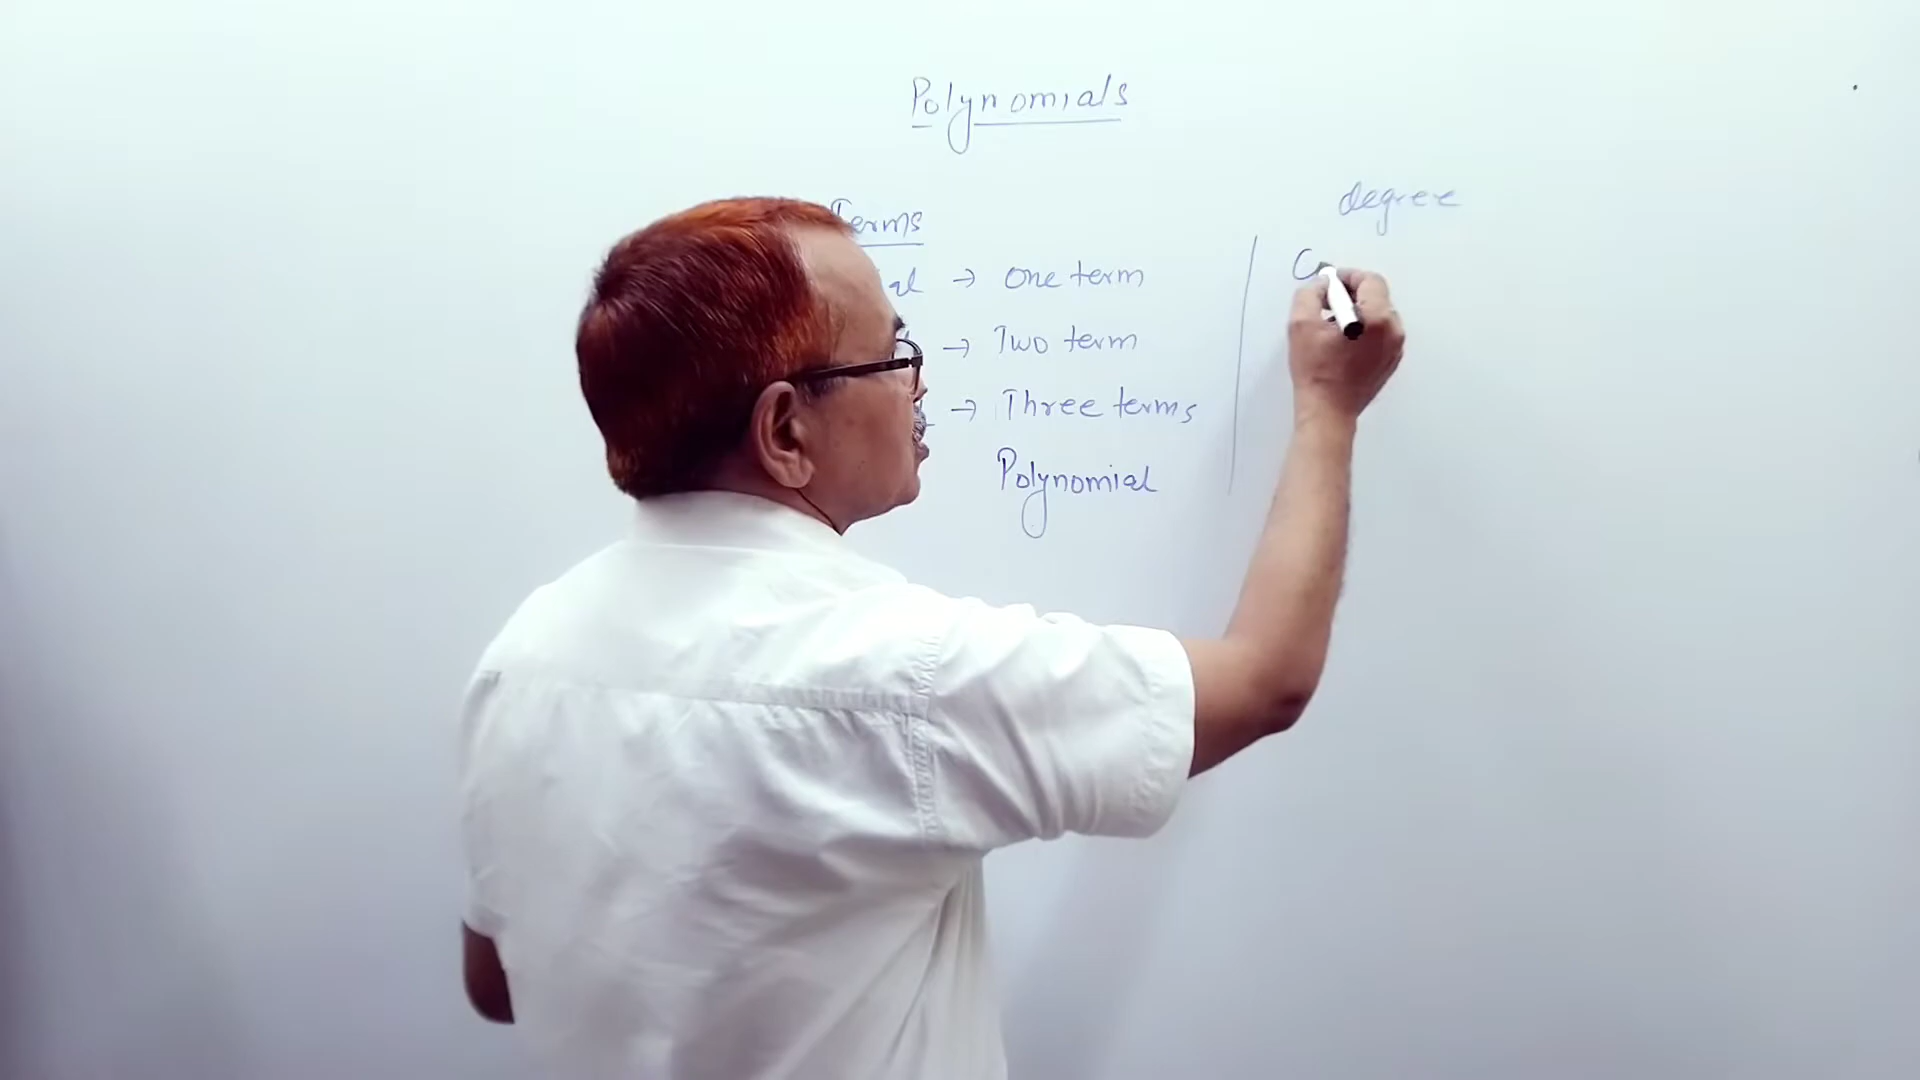 Polynomials
Terms
→ One term
→ Two term
→ Three terms
Polynomial
degree